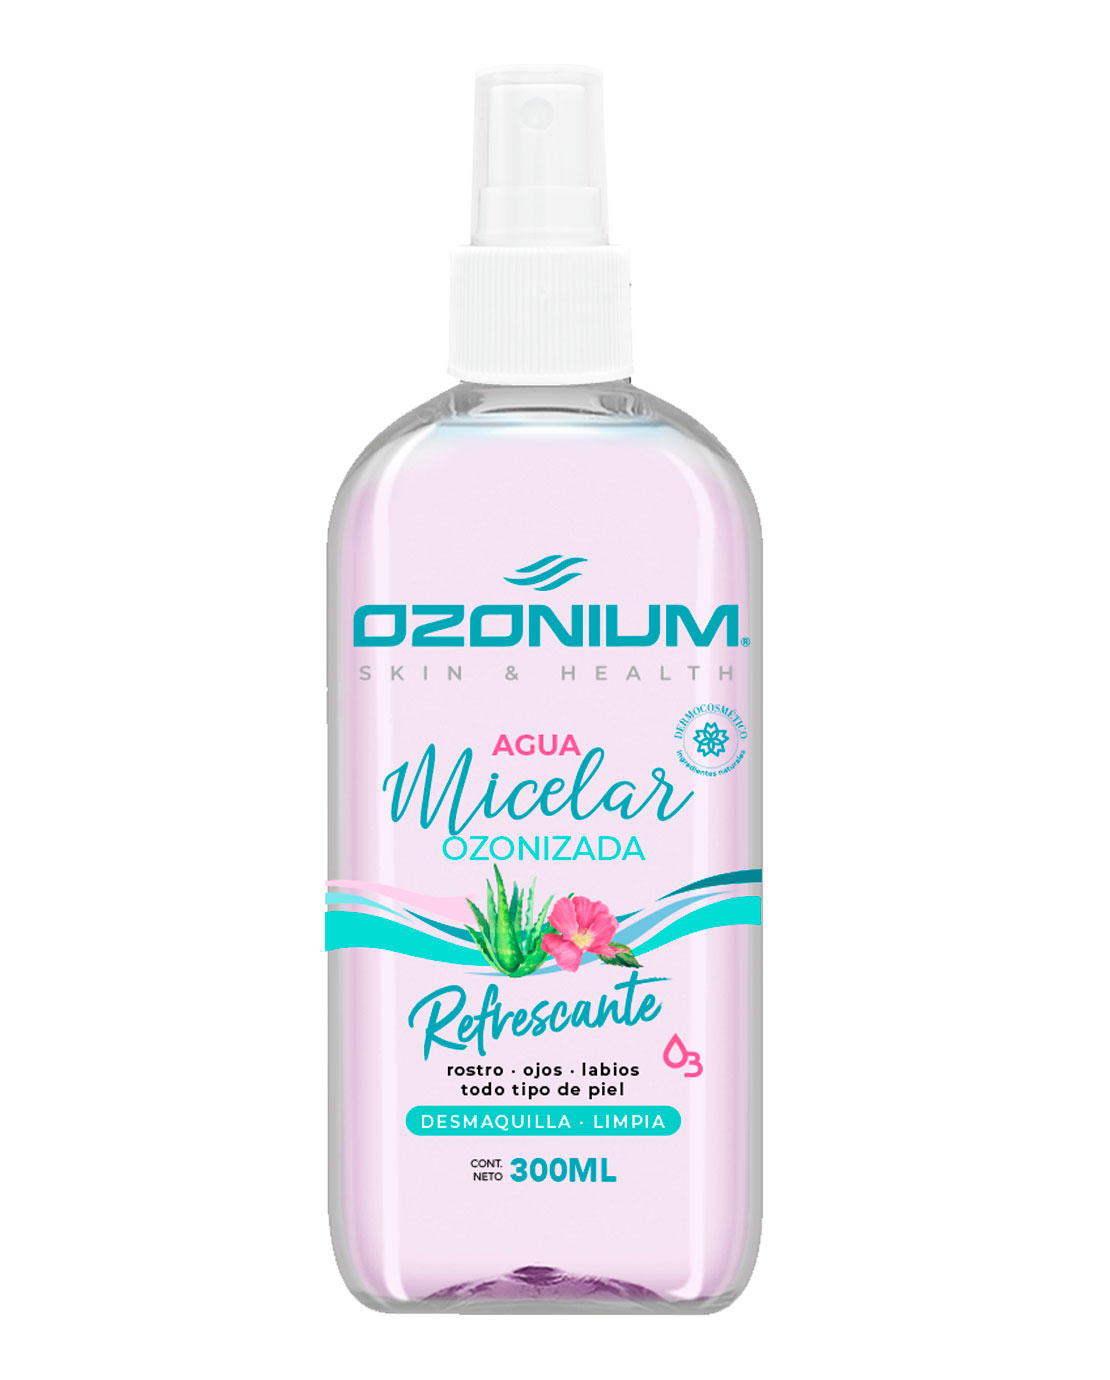 OZONIUM®
SKIN & HEALTH
DERMOCOSMÉTICO
ingredientes naturales
AGUA
Micelar
OZONIZADA
Refrescante
O3
rostro · ojos · labios
todo tipo de piel
DESMAQUILLA · LIMPIA
CONT.
NETO 300ML